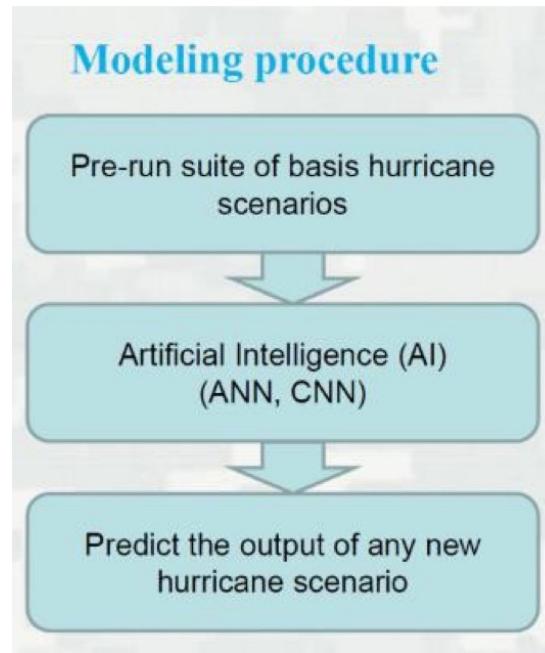 Modeling procedure
Pre-run suite of basis hurricane
scenarios
Artificial Intelligence (AI)
(ANN, CNN)
Predict the output of any new
hurricane scenario